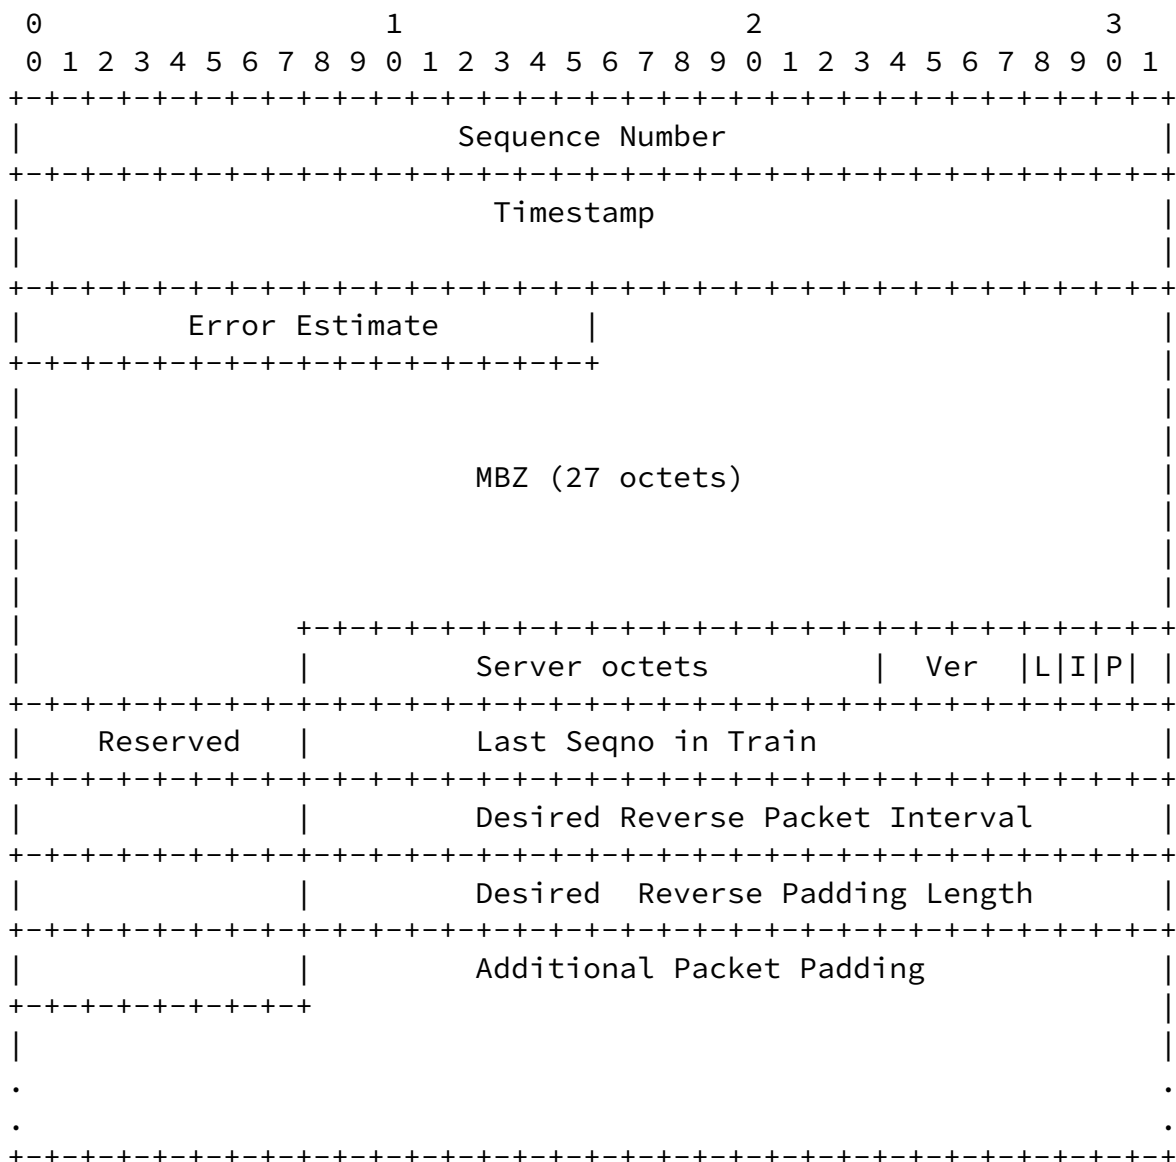 0                   1                   2                   3
 0 1 2 3 4 5 6 7 8 9 0 1 2 3 4 5 6 7 8 9 0 1 2 3 4 5 6 7 8 9 0 1
+-+-+-+-+-+-+-+-+-+-+-+-+-+-+-+-+-+-+-+-+-+-+-+-+-+-+-+-+-+-+-+-+
|                        Sequence Number                        |
+-+-+-+-+-+-+-+-+-+-+-+-+-+-+-+-+-+-+-+-+-+-+-+-+-+-+-+-+-+-+-+-+
|                          Timestamp                            |
|                                                               |
+-+-+-+-+-+-+-+-+-+-+-+-+-+-+-+-+-+-+-+-+-+-+-+-+-+-+-+-+-+-+-+-+
|         Error Estimate        |                               |
+-+-+-+-+-+-+-+-+-+-+-+-+-+-+-+-+                               |
|                                                               |
|                                                               |
|                         MBZ (27 octets)                       |
|                                                               |
|                                                               |
|                                                               |
|               +-+-+-+-+-+-+-+-+-+-+-+-+-+-+-+-+-+-+-+-+-+-+-+-+
|               |         Server octets         |  Ver  |L|I|P| |
+-+-+-+-+-+-+-+-+-+-+-+-+-+-+-+-+-+-+-+-+-+-+-+-+-+-+-+-+-+-+-+-+
|    Reserved   |         Last Seqno in Train                   |
+-+-+-+-+-+-+-+-+-+-+-+-+-+-+-+-+-+-+-+-+-+-+-+-+-+-+-+-+-+-+-+-+
|               |         Desired Reverse Packet Interval       |
+-+-+-+-+-+-+-+-+-+-+-+-+-+-+-+-+-+-+-+-+-+-+-+-+-+-+-+-+-+-+-+-+
|               |         Desired  Reverse Padding Length       |
+-+-+-+-+-+-+-+-+-+-+-+-+-+-+-+-+-+-+-+-+-+-+-+-+-+-+-+-+-+-+-+-+
|               |         Additional Packet Padding             |
+-+-+-+-+-+-+-+-+                                               |
|                                                               |
.                                                               .
.                                                               .
+-+-+-+-+-+-+-+-+-+-+-+-+-+-+-+-+-+-+-+-+-+-+-+-+-+-+-+-+-+-+-+-+